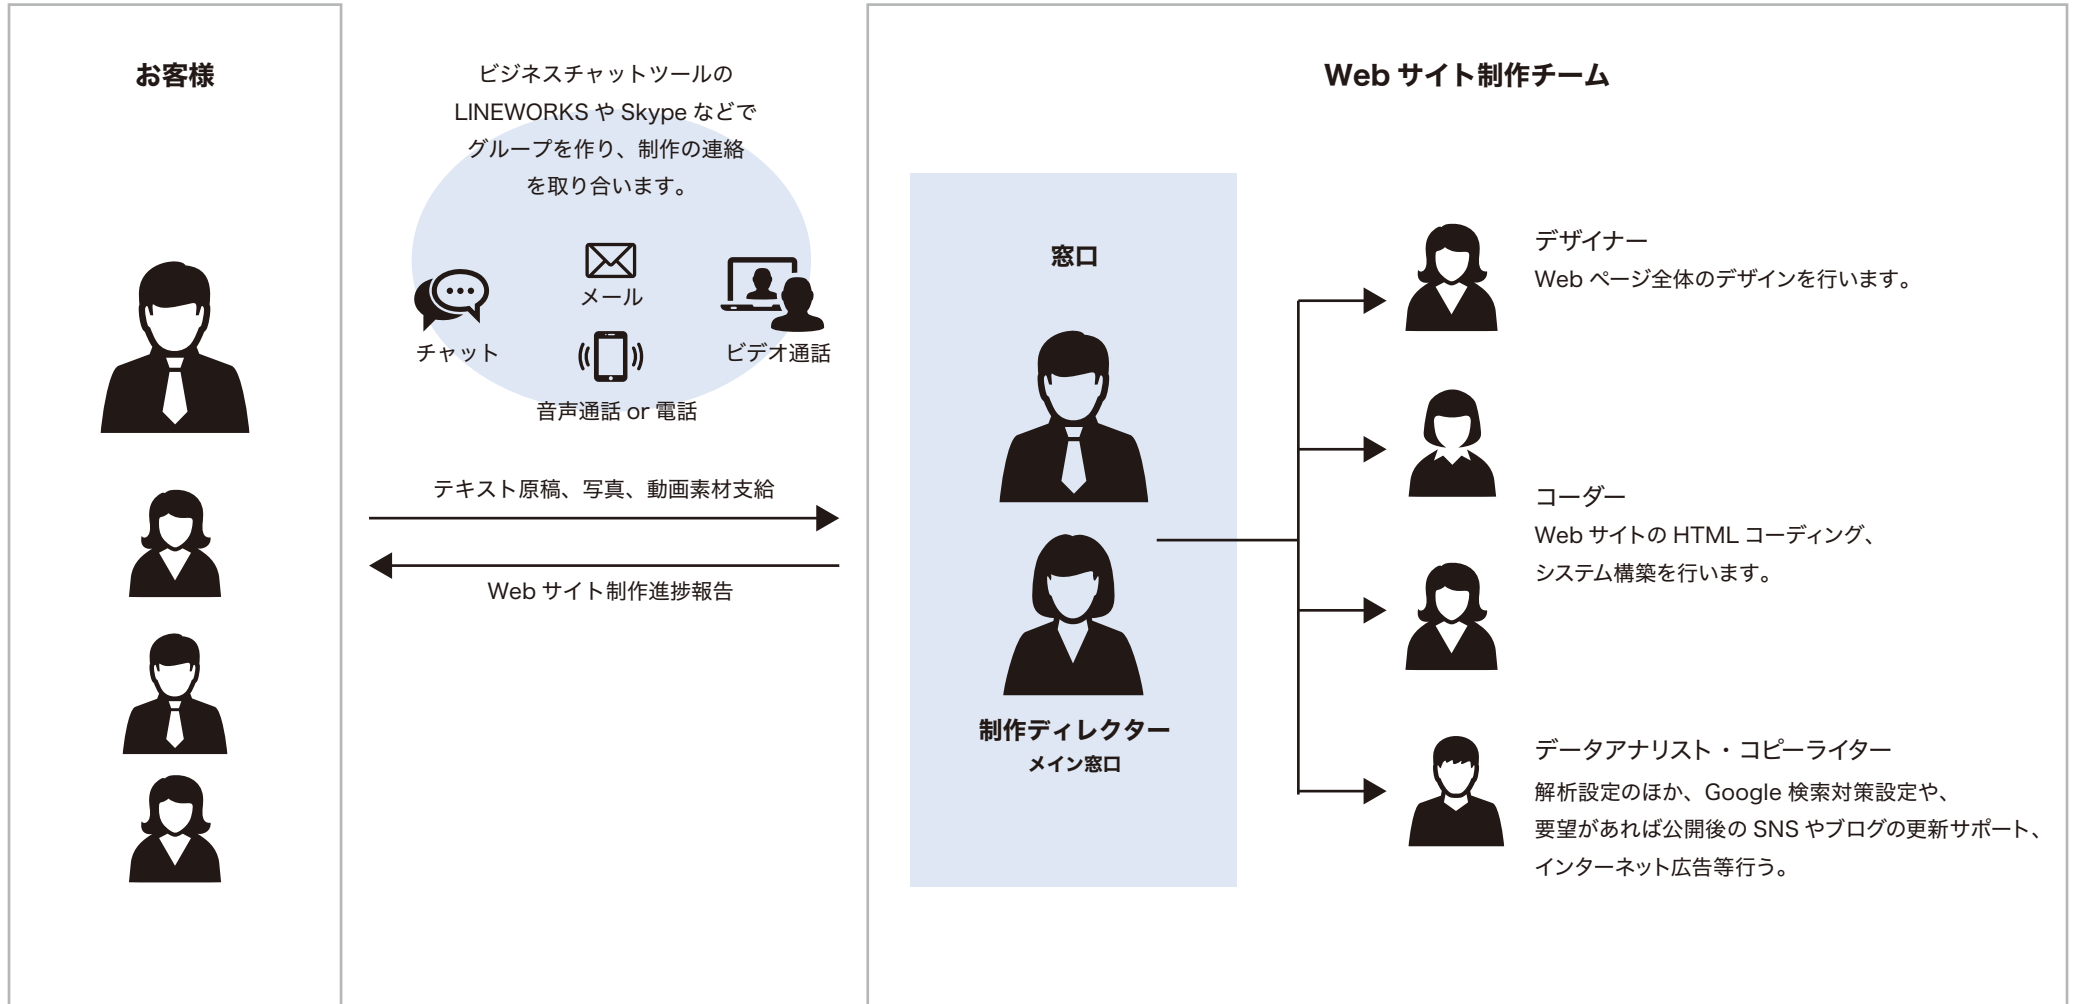 お客様
ビジネスチャットツールの
LINEWORKS や Skype などで
グループを作り、制作の連絡
を取り合います。
メール
チャット
ビデオ通話
音声通話 or 電話
テキスト原稿、写真、動画素材支給
Web サイト制作進捗報告
Web サイト制作チーム
窓口
制作ディレクター
メイン窓口
デザイナー
Web ページ全体のデザインを行います。
コーダー
Web サイトの HTML コーディング、
システム構築を行います。
データアナリスト・コピーライター
解析設定のほか、Google 検索対策設定や、
要望があれば公開後の SNS やブログの更新サポート、
インターネット広告等行う。